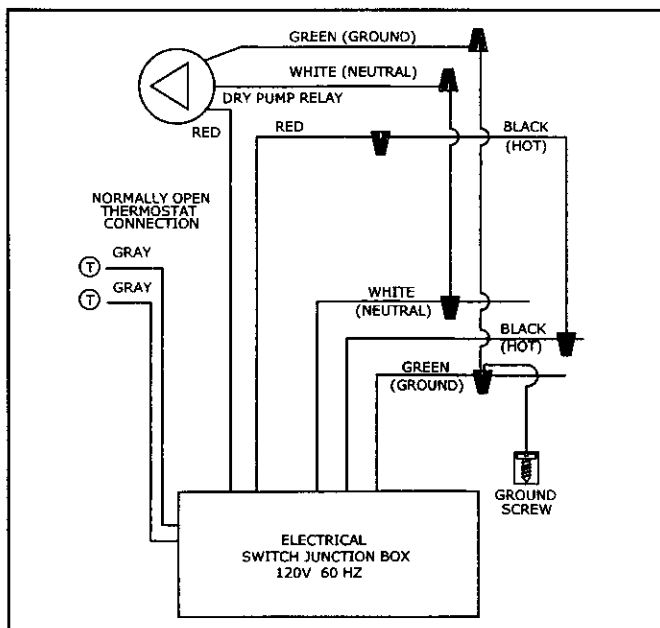 GREEN (GROUND)
WHITE (NEUTRAL)
DRY PUMP RELAY
RED
RED
BLACK
(HOT)
NORMALLY OPEN
THERMOSTAT
CONNECTION
GRAY
T
GRAY
T
WHITE
(NEUTRAL)
BLACK
(HOT)
GREEN
(GROUND)
GROUND
SCREW
ELECTRICAL
SWITCH JUNCTION BOX
120V 60 HZ